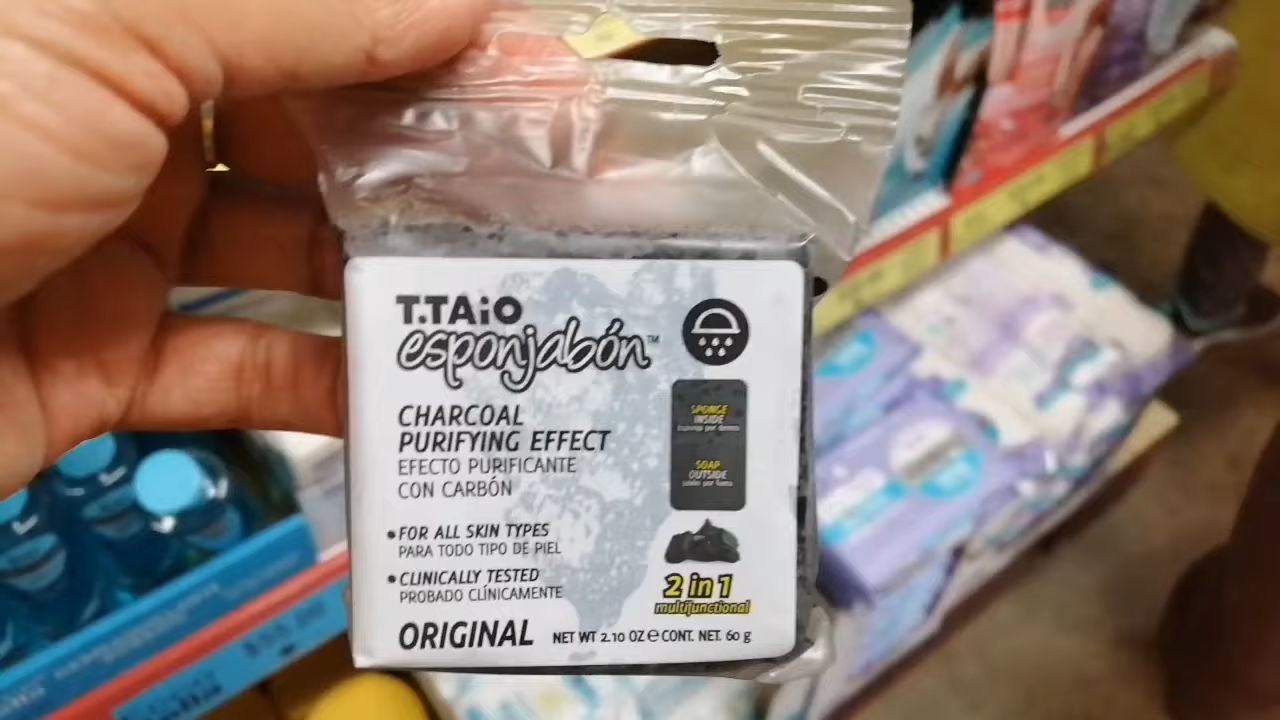 T.TAiO
esponjabón™
CHARCOAL
PURIFYING EFFECT
EFECTO PURIFICANTE
CON CARBÓN
•FOR ALL SKIN TYPES
PARA TODO TIPO DE PIEL
•CLINICALLY TESTED
PROBADO CLÍNICAMENTE
ORIGINAL
NET WT 2.10 OZ ℮ CONT. NET. 60 g
SPONGE
INSIDE
Esponja por dentro
SOAP
OUTSIDE
Jabón por fuera
2 in 1
multifunctional